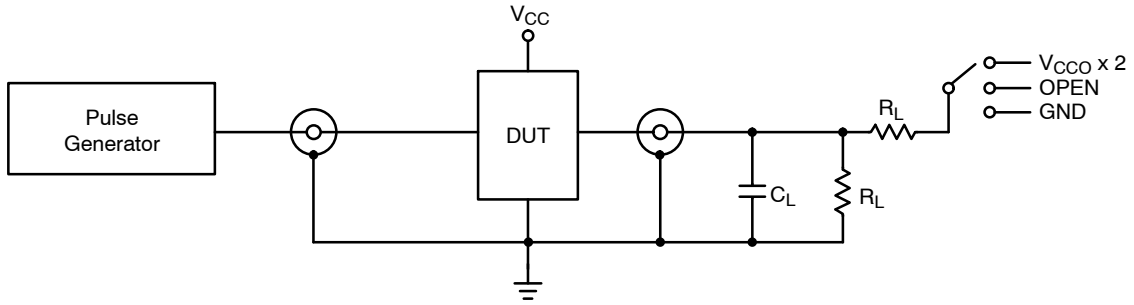 V_CC
Pulse
Generator
DUT
C_L
R_L
R_L
V_CCO x 2
OPEN
GND